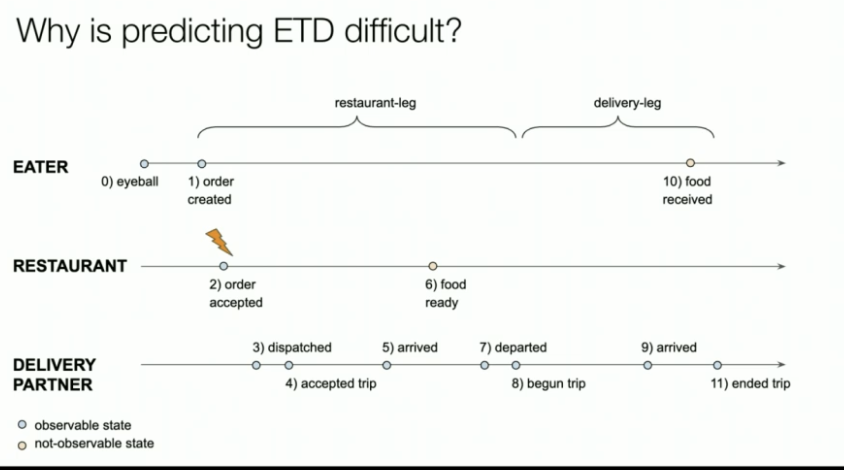 Why is predicting ETD difficult?
restaurant-leg
delivery-leg
EATER
0) eyeball
1) order
created
10) food
received
RESTAURANT
2) order
accepted
6) food
ready
DELIVERY
PARTNER
3) dispatched
4) accepted trip
5) arrived
7) departed
8) begun trip
9) arrived
11) ended trip
observable state
not-observable state